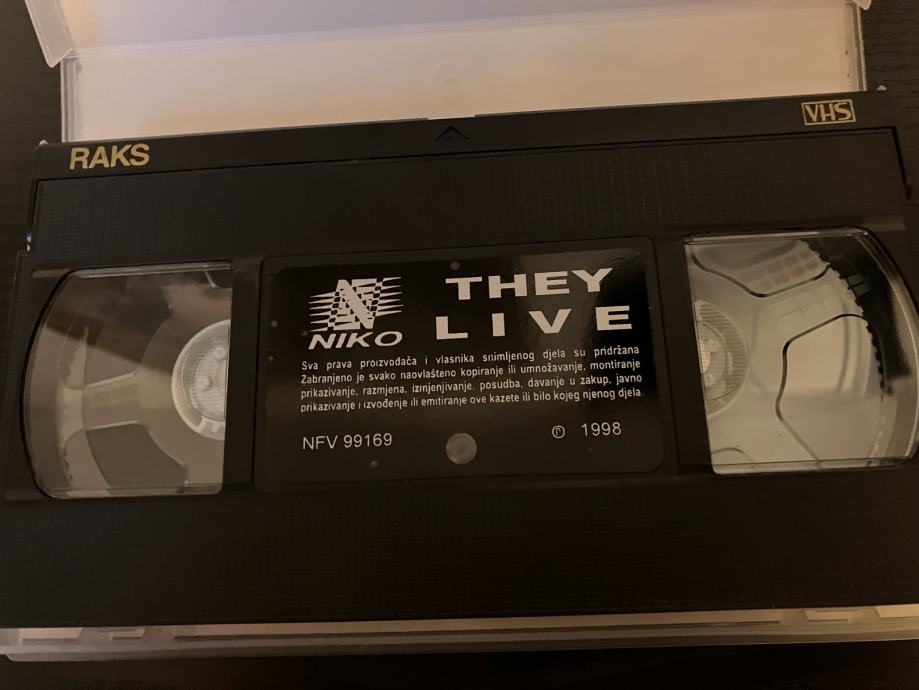 RAKS
VHS
N
NIKO
THEY
LIVE
Sva prava proizvođača i vlasnika snimljenog djela su pridržana
Zabranjeno je svako naovlašteno kopiranje ili umnožavanje, montiranje
prikazivanje, razmjena, izinjenjivanje, posudba, davanje u zakup, javno
prikazivanje i izvođenje ili emitiranje ove kazete ili bilo kojeg njenog djela
NFV 99169
℗ 1998